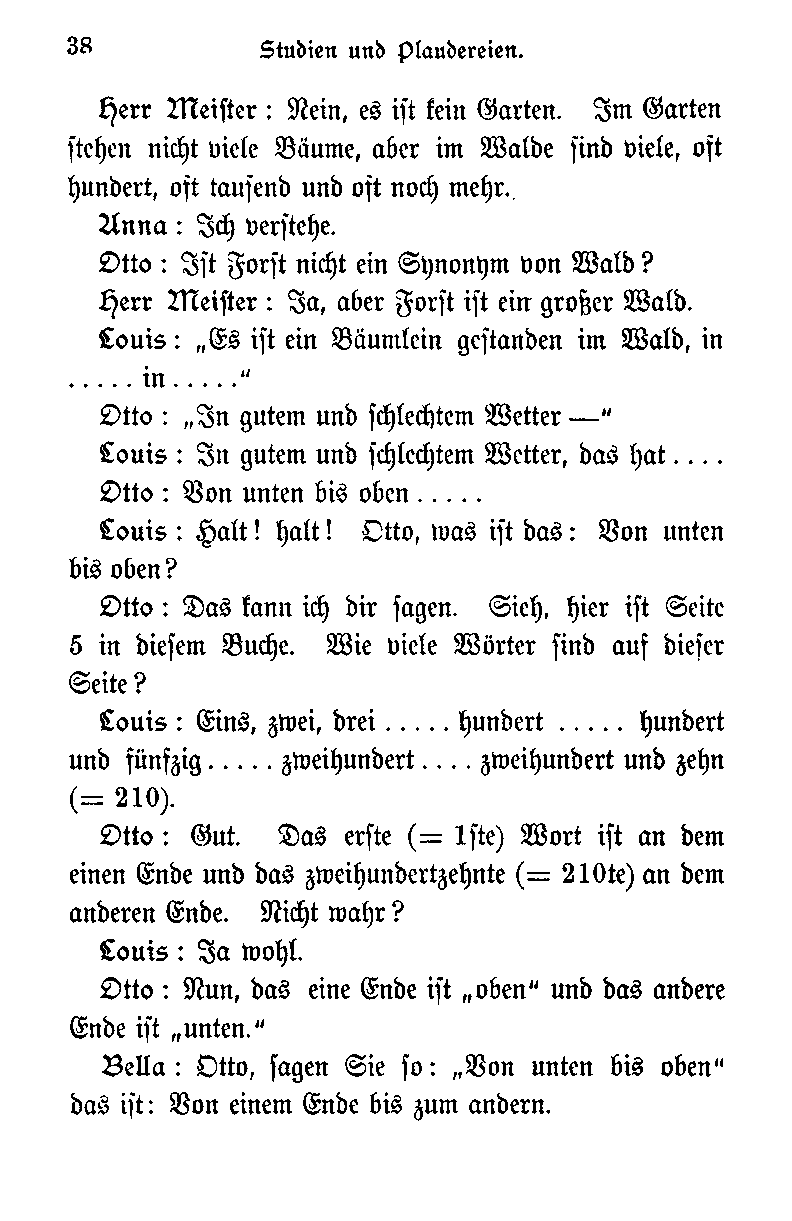 38 Studien und Plaudereien.
Herr Meister : Nein, es ist kein Garten. Im Garten
stehen nicht viele Bäume, aber im Walde sind viele, oft
hundert, oft tausend und oft noch mehr.
Anna : Ich verstehe.
Otto : Ist Forst nicht ein Synonym von Wald ?
Herr Meister : Ja, aber Forst ist ein großer Wald.
Louis : „Es ist ein Bäumlein gestanden im Wald, in
. . . . . in . . . . .“
Otto : „In gutem und schlechtem Wetter —“
Louis : In gutem und schlechtem Wetter, das hat . . . .
Otto : Von unten bis oben . . . . .
Louis : Halt! halt! Otto, was ist das: Von unten
bis oben?
Otto : Das kann ich dir sagen. Sieh, hier ist Seite
5 in diesem Buche. Wie viele Wörter sind auf dieser
Seite ?
Louis : Eins, zwei, drei . . . . . hundert . . . . . hundert
und fünfzig . . . . . zweihundert . . . . zweihundert und zehn
(= 210).
Otto : Gut. Das erste (= 1ste) Wort ist an dem
einen Ende und das zweihundertzehnte (= 210te) an dem
anderen Ende. Nicht wahr ?
Louis : Ja wohl.
Otto : Nun, das eine Ende ist „oben“ und das andere
Ende ist „unten.“
Bella : Otto, sagen Sie so: „Von unten bis oben“
das ist: Von einem Ende bis zum andern.